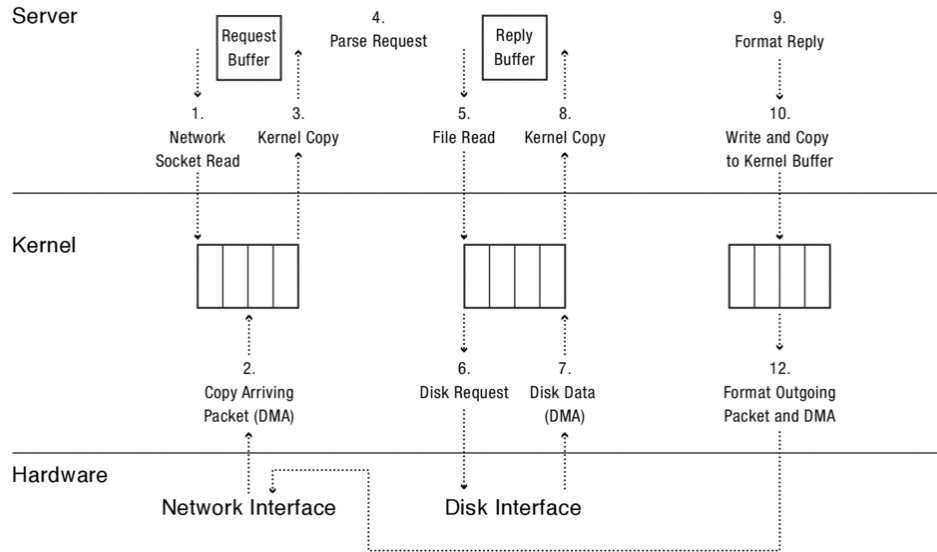 Server
Request
Buffer
4.
Parse Request
Reply
Buffer
9.
Format Reply
1.
Network
Socket Read
3.
Kernel Copy
5.
File Read
8.
Kernel Copy
10.
Write and Copy
to Kernel Buffer
Kernel
2.
Copy Arriving
Packet (DMA)
6.
Disk Request
7.
Disk Data
(DMA)
12.
Format Outgoing
Packet and DMA
Hardware
Network Interface
Disk Interface